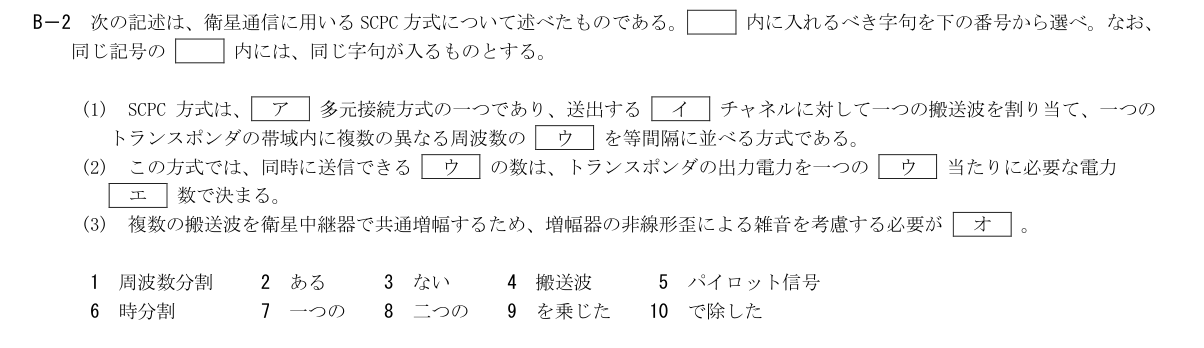 B－2 次の記述は、衛星通信に用いる SCPC 方式について述べたものである。 内に入れるべき字句を下の番号から選べ。なお、
同じ記号の 内には、同じ字句が入るものとする。
(1) SCPC 方式は、 ア 多元接続方式の一つであり、送出する イ チャネルに対して一つの搬送波を割り当て、一つの
トランスポンダの帯域内に複数の異なる周波数の ウ を等間隔に並べる方式である。
(2) この方式では、同時に送信できる ウ の数は、トランスポンダの出力電力を一つの ウ 当たりに必要な電力
エ 数で決まる。
(3) 複数の搬送波を衛星中継器で共通増幅するため、増幅器の非線形歪による雑音を考慮する必要が オ 。
1 周波数分割 2 ある 3 ない 4 搬送波 5 パイロット信号
6 時分割 7 一つの 8 二つの 9 を乗じた 10 で除した